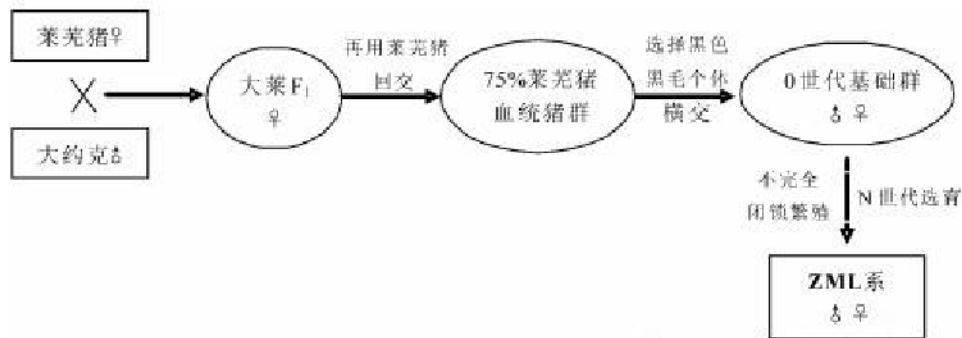 莱芜猪♀
大约克♂
大莱F₁
♀
再用莱芜猪
回交
75%莱芜猪
血统猪群
选择黑色
黑毛个体
横交
0世代基础群
♂ ♀
不完全
闭锁繁殖
N世代选育
ZML系
♂ ♀